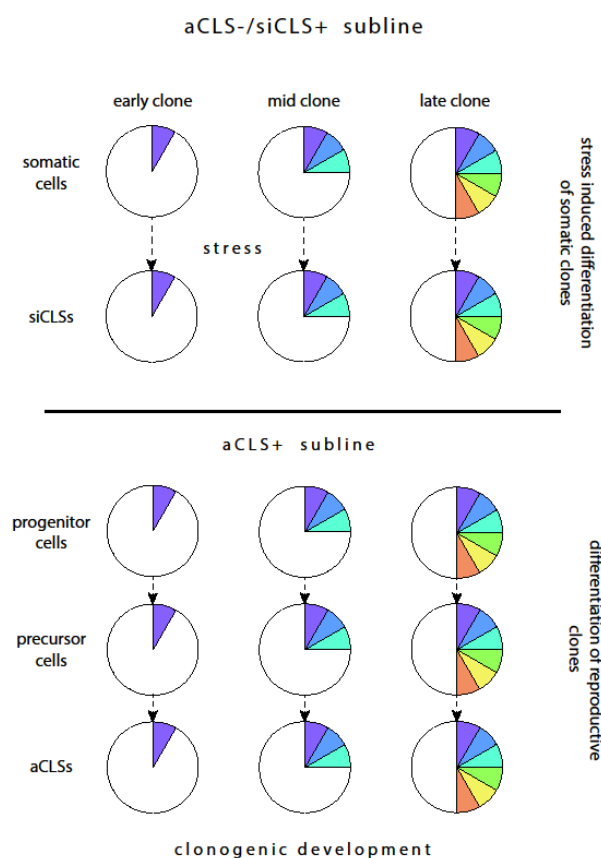 aCLS-/siCLS+ subline
early clone
mid clone
late clone
somatic
cells
stress
siCLSs
stress induced differentiation
of somatic clones
aCLS+ subline
progenitor
cells
precursor
cells
aCLSs
differentiation of reproductive
clones
clonogenic development